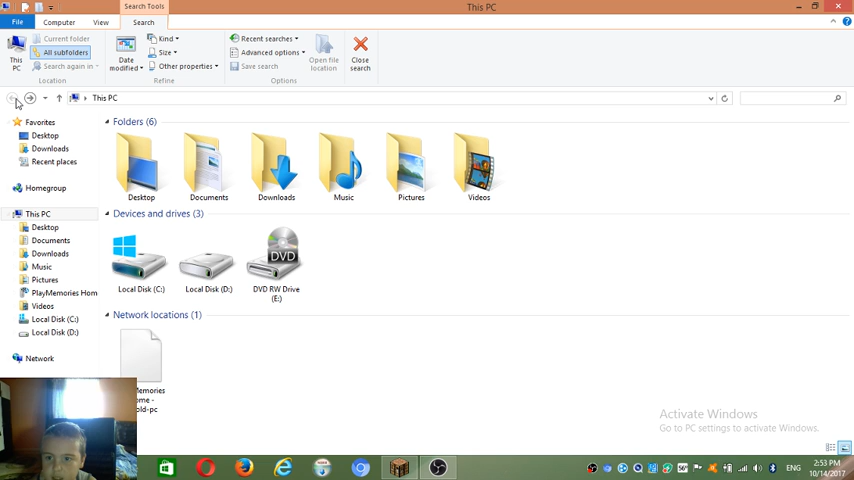 Search Tools
This PC
File
Computer
View
Search
This PC
Current folder
All subfolders
Search again in
Location
Date modified
Kind
Size
Other properties
Refine
Recent searches
Advanced options
Save search
Options
Open file location
Close search
This PC
Favorites
Desktop
Downloads
Recent places
Homegroup
This PC
Desktop
Documents
Downloads
Music
Pictures
PlayMemories Hom
Videos
Local Disk (C:)
Local Disk (D:)
Network
Folders (6)
Desktop
Documents
Downloads
Music
Pictures
Videos
Devices and drives (3)
Local Disk (C:)
Local Disk (D:)
DVD
DVD RW Drive (E:)
Network locations (1)
Memories
ome -
old-pc
Activate Windows
Go to PC settings to activate Windows.
56°
ENG
2:53 PM
10/14/2017